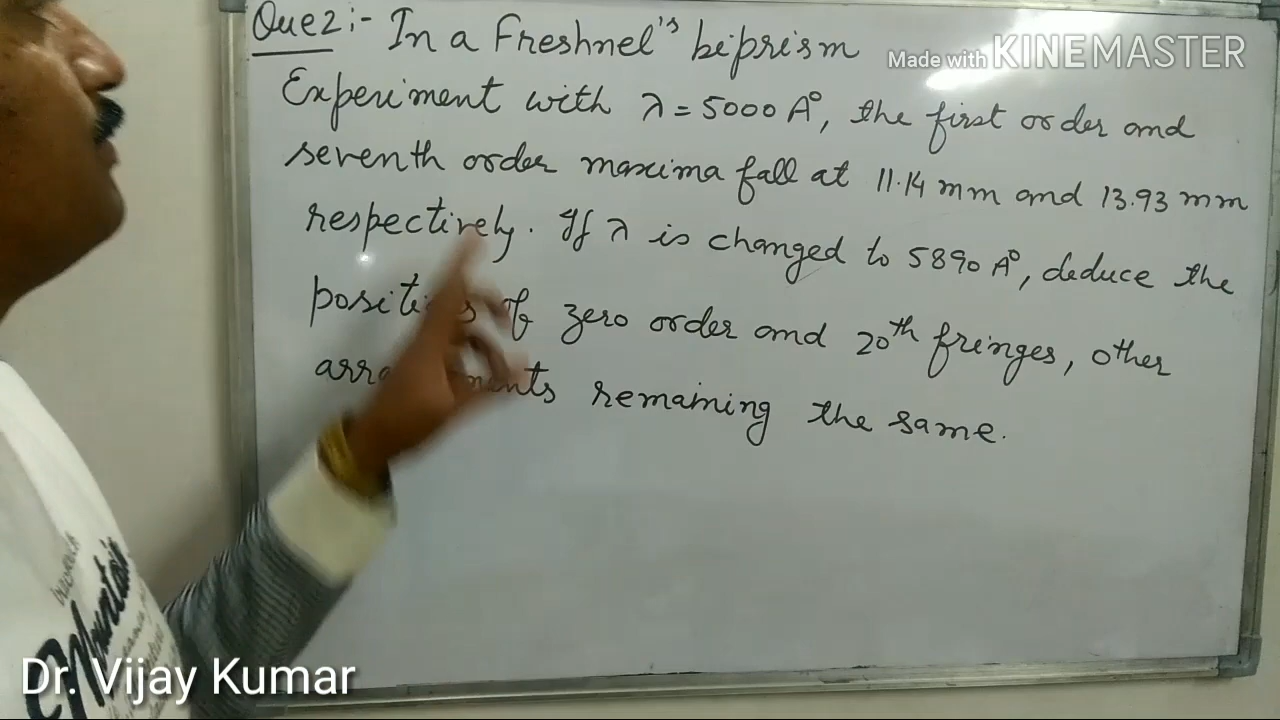 Que 2:- In a Freshnel's biprism
Made with KINEMASTER
Experiment with λ = 5000 A°, the first order and
seventh order maxima fall at 11.14 mm and 13.93 mm
respectively. If λ is changed to 5890 A°, deduce the
of zero order and 20th fringes, other
remaining the same.
Dr. Vijay Kumar